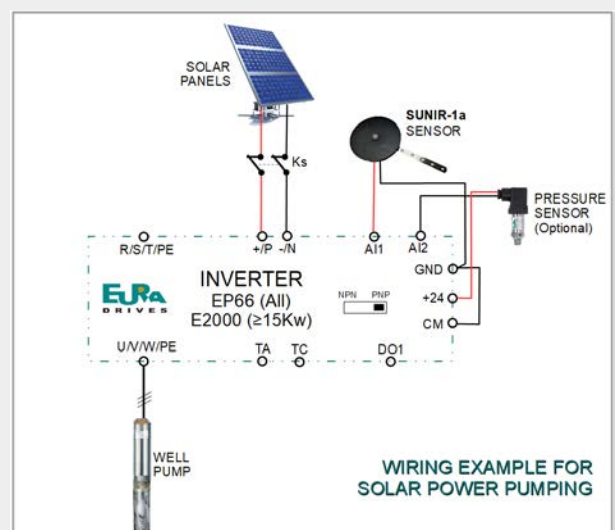 SOLAR
PANELS
Ks
SUNIR-1a
SENSOR
PRESSURE
SENSOR
(Optional)
R/S/T/PE
+/P
-/N
AI1
AI2
GND
+24
CM
EURA
DRIVES
INVERTER
EP66 (All)
E2000 (≥15Kw)
NPN
PNP
U/V/W/PE
TA
TC
DO1
WELL
PUMP
WIRING EXAMPLE FOR
SOLAR POWER PUMPING